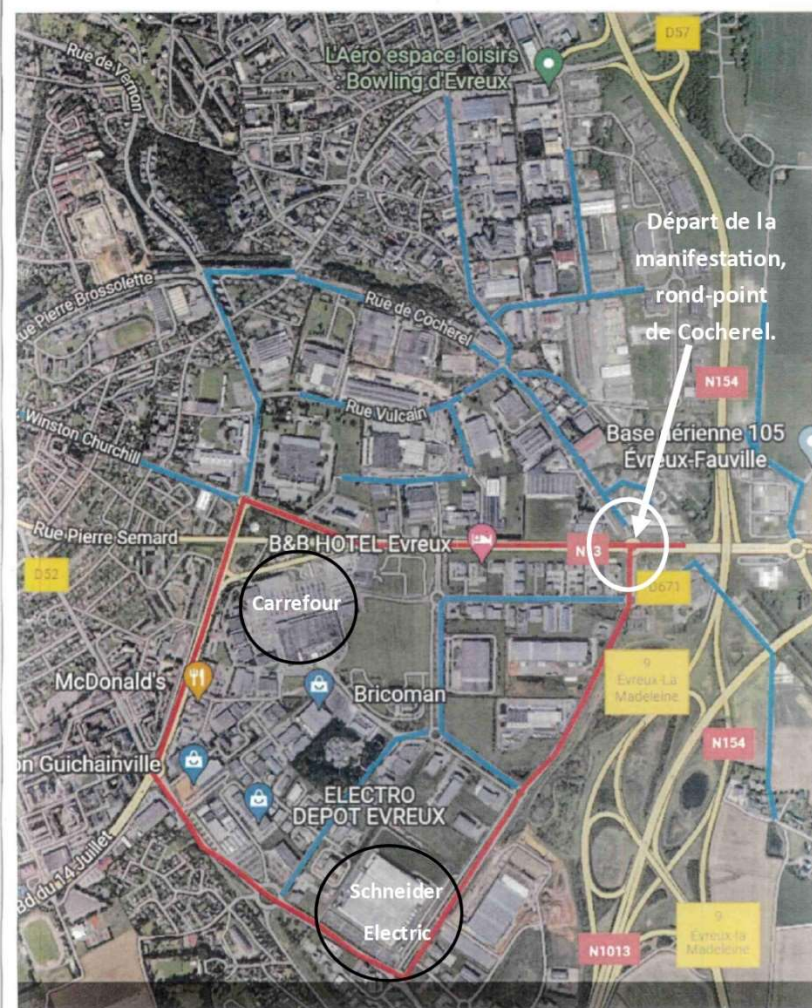 D57
Rue de Vernon
L'Aéro espace loisirs
Bowling d'Evreux
Départ de la
manifestation,
rond-point
de Cocherel.
Rue Pierre Brossolette
Rue de Cocherel
N154
Rue Vulcain
Winston Churchill
Base aérienne 105
Évreux-Fauville
Rue Pierre Semard
B&B HOTEL Evreux
N13
D52
D671
Carrefour
9
Evreux-La
Madeleine
McDonald's
Bricoman
N154
on Guichainville
ELECTRO
DEPOT EVREUX
Bd du 14 Juillet
Schneider
Electric
N1013
9
Evreux-la
Madeleine